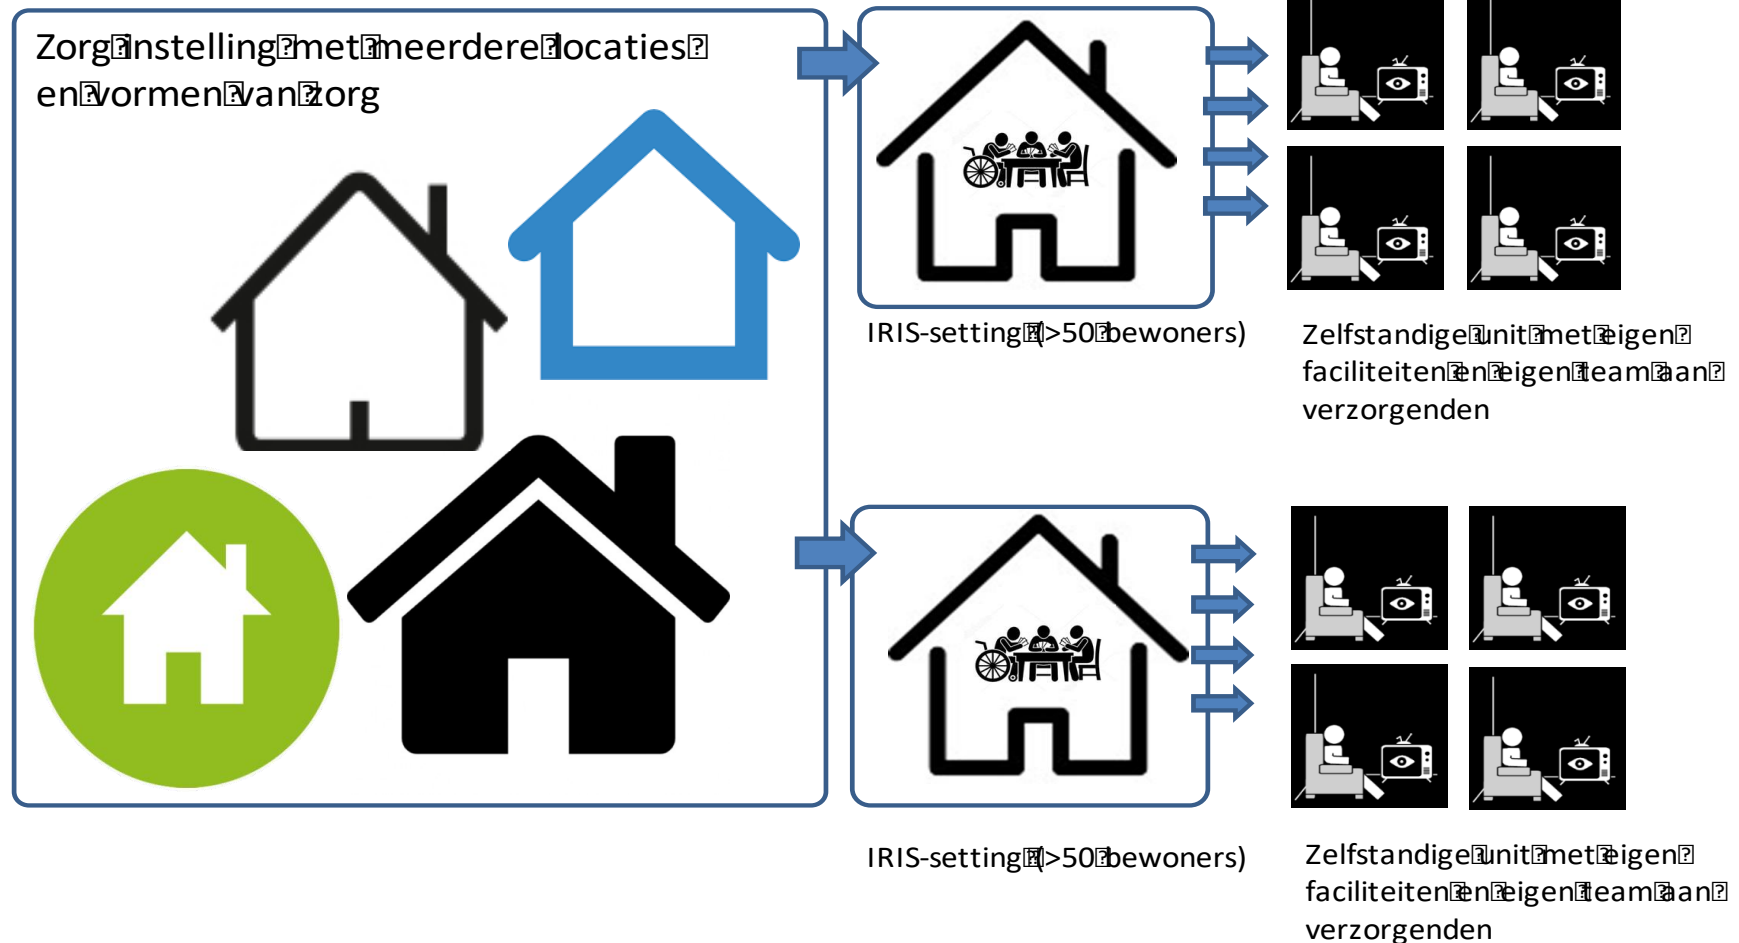 Zorg instelling met meerdere locaties
en vormen van zorg
IRIS-setting (>50 bewoners)
Zelfstandige unit met eigen
faciliteiten en eigen team aan
verzorgenden
IRIS-setting (>50 bewoners)
Zelfstandige unit met eigen
faciliteiten en eigen team aan
verzorgenden